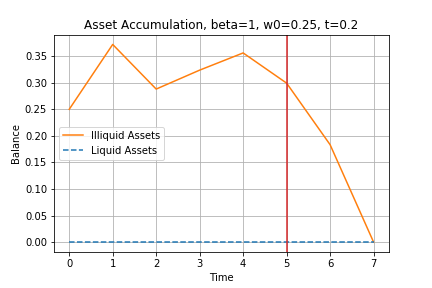 Asset Accumulation, beta=1, w0=0.25, t=0.2
0.35
0.30
0.25
0.20
0.15
0.10
0.05
0.00
Balance
Illiquid Assets
Liquid Assets
0 1 2 3 4 5 6 7
Time